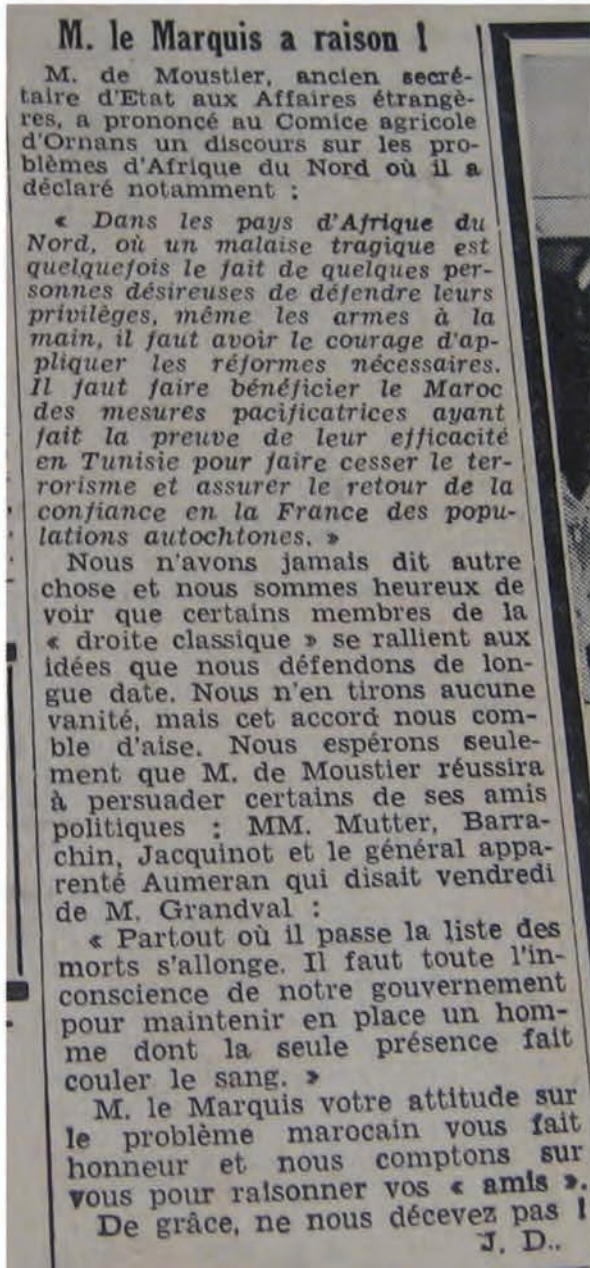 M. le Marquis a raison !
M. de Moustier, ancien secré-
taire d'Etat aux Affaires étrangè-
res, a prononcé au Comice agricole
d'Ornans un discours sur les pro-
blèmes d'Afrique du Nord où il a
déclaré notamment :
« Dans les pays d'Afrique du
Nord, où un malaise tragique est
quelquefois le fait de quelques per-
sonnes désireuses de défendre leurs
privilèges, même les armes à la
main, il faut avoir le courage d'ap-
pliquer les réformes nécessaires.
Il faut faire bénéficier le Maroc
des mesures pacificatrices ayant
fait la preuve de leur efficacité
en Tunisie pour faire cesser le ter-
rorisme et assurer le retour de la
confiance en la France des popu-
lations autochtones. »
Nous n'avons jamais dit autre
chose et nous sommes heureux de
voir que certains membres de la
« droite classique » se rallient aux
idées que nous défendons de lon-
gue date. Nous n'en tirons aucune
vanité, mais cet accord nous com-
ble d'aise. Nous espérons seule-
ment que M. de Moustier réussira
à persuader certains de ses amis
politiques : MM. Mutter, Barra-
chin, Jacquinot et le général appa-
renté Aumeran qui disait vendredi
de M. Grandval :
« Partout où il passe la liste des
morts s'allonge. Il faut toute l'in-
conscience de notre gouvernement
pour maintenir en place un hom-
me dont la seule présence fait
couler le sang. »
M. le Marquis votre attitude sur
le problème marocain vous fait
honneur et nous comptons sur
vous pour raisonner vos « amis ».
De grâce, ne nous décevez pas !
J. D..